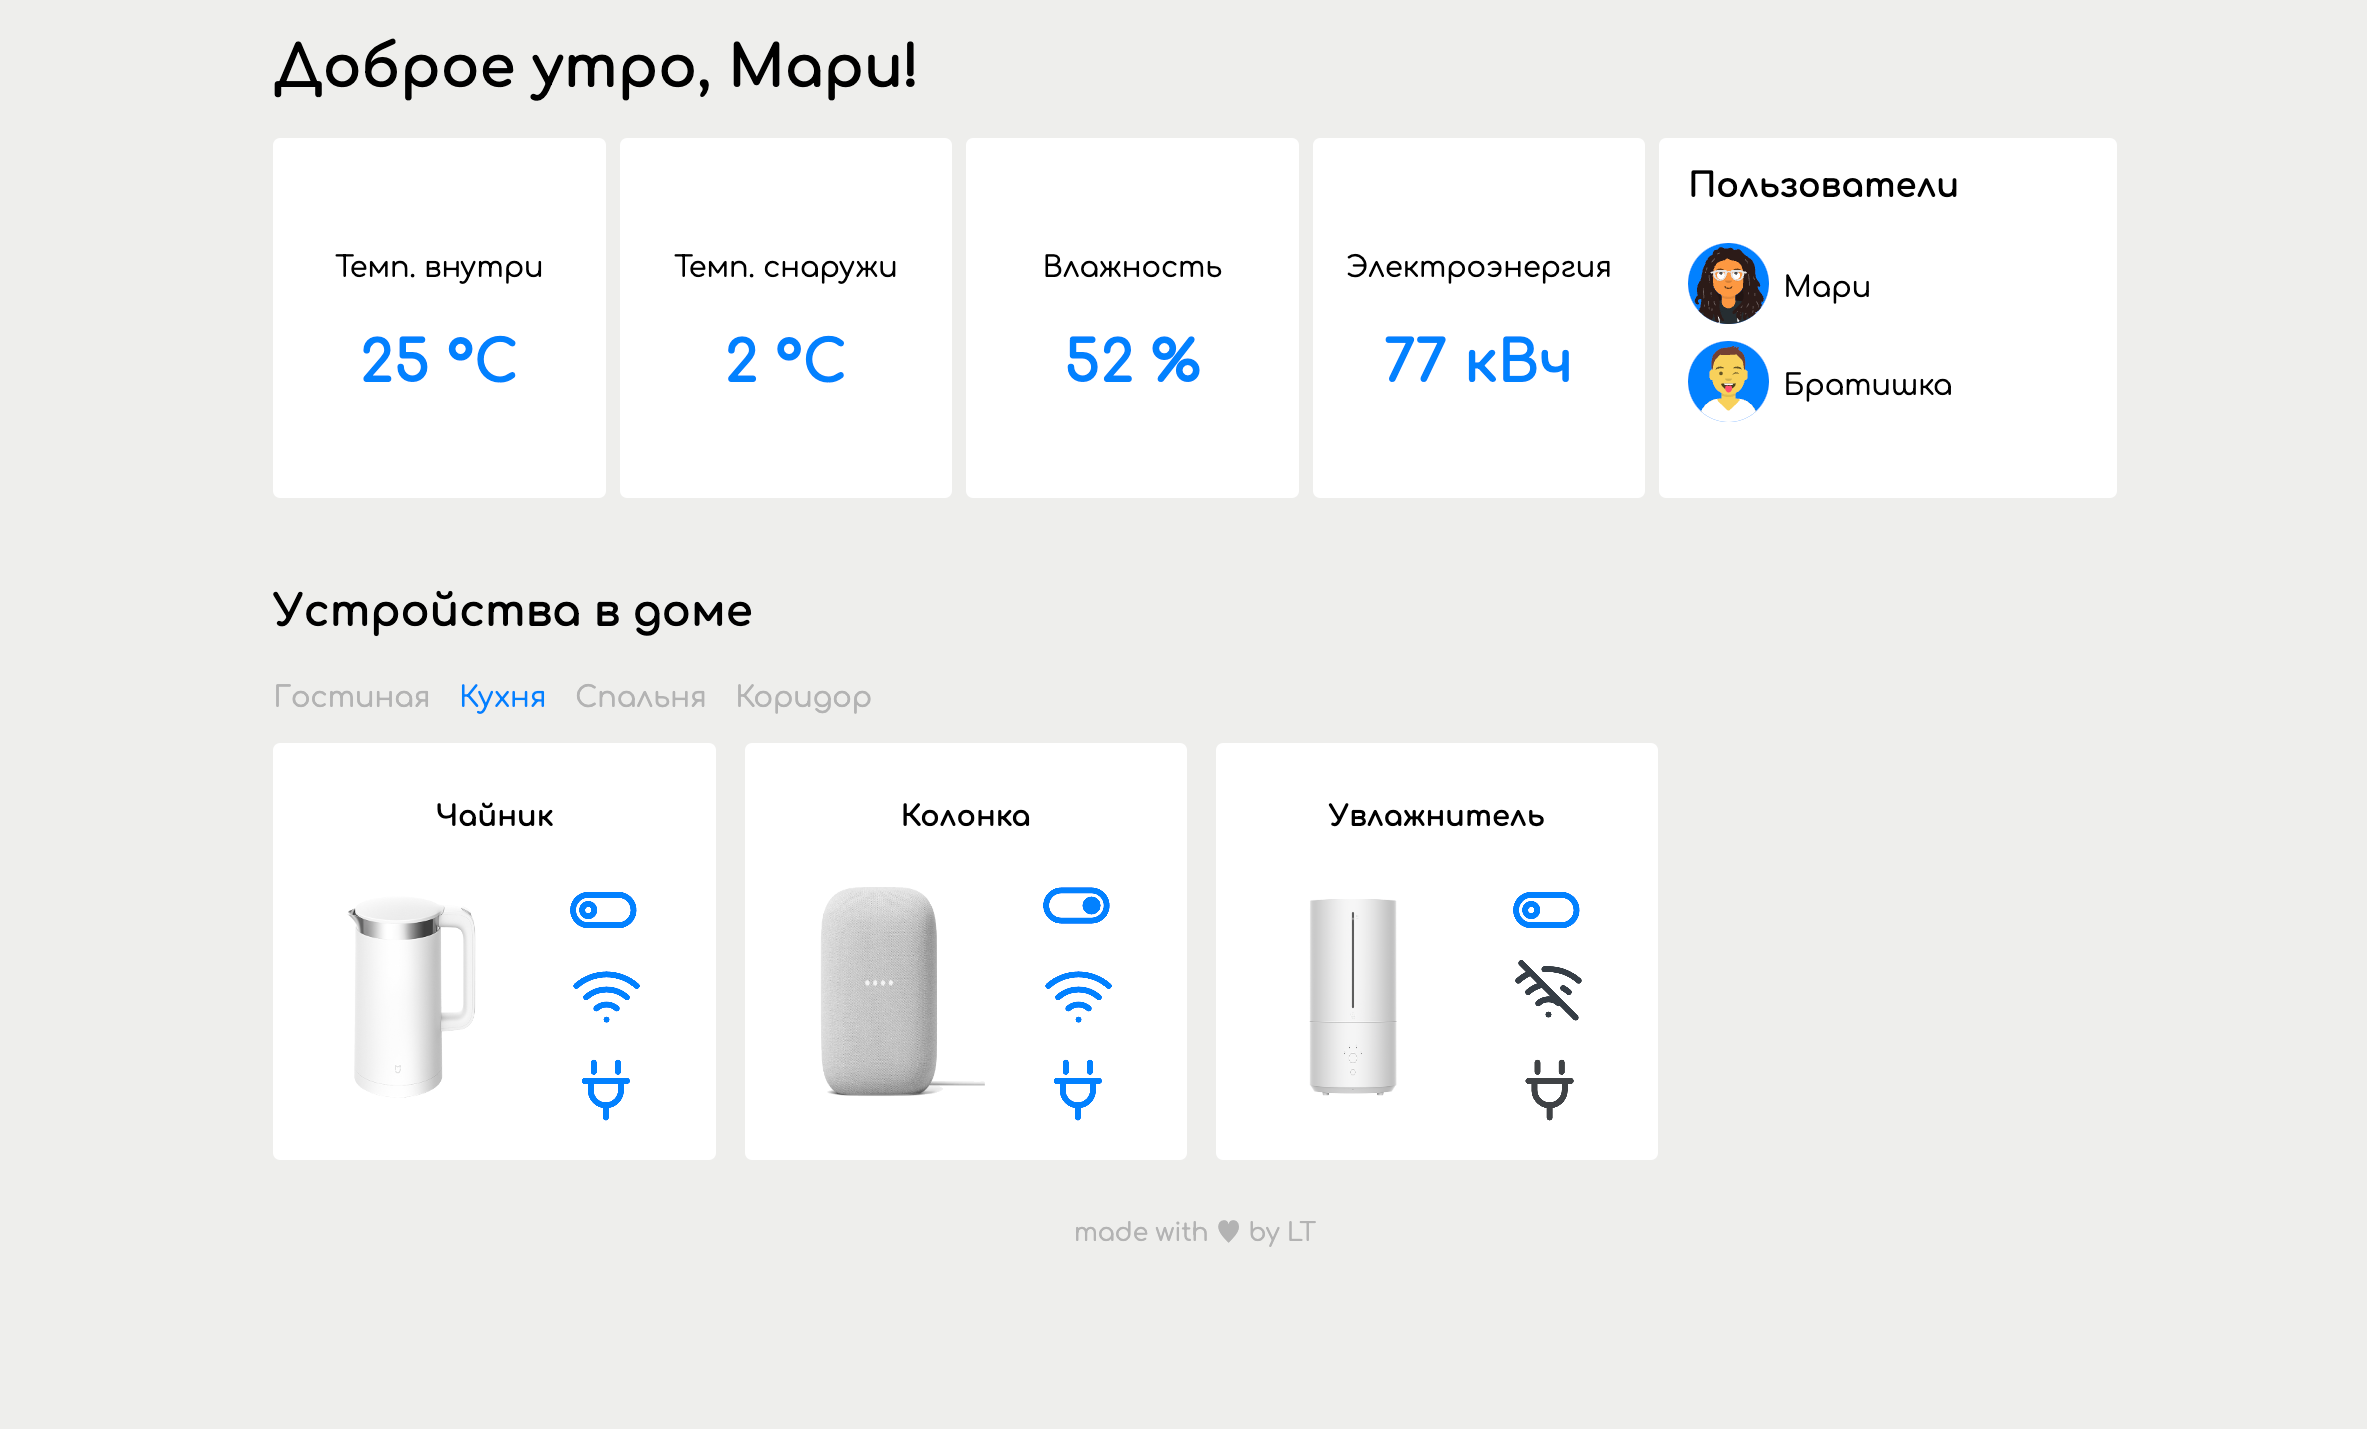 Доброе утро, Мари!
Темп. внутри
25 °C
Темп. снаружи
2 °C
Влажность
52 %
Электроэнергия
77 кВч
Пользователи
Мари
Братишка
Устройства в доме
Гостиная Кухня Спальня Коридор
Чайник
Колонка
Увлажнитель
made with ♥ by LT